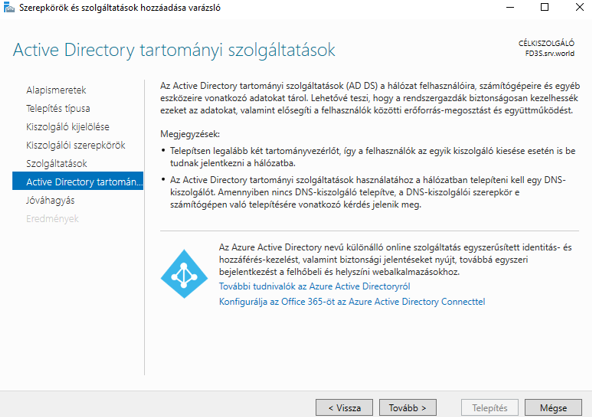 Szerepkörök és szolgáltatások hozzáadása varázsló
Active Directory tartományi szolgáltatások
CÉLKISZOLGÁLÓ
FD3S.srv.world
Alapismeretek
Telepítés típusa
Kiszolgáló kijelölése
Kiszolgálói szerepkörök
Szolgáltatások
Active Directory tartomán...
Jóváhagyás
Eredmények
Az Active Directory tartományi szolgáltatások (AD DS) a hálózat felhasználóira, számítógépeire és egyéb
eszközeire vonatkozó adatokat tárol. Lehetővé teszi, hogy a rendszergazdák biztonságosan kezelhessék
ezeket az adatokat, valamint elősegíti a felhasználók közötti erőforrás-megosztást és együttműködést.
Megjegyzések:
• Telepítsen legalább két tartományvezérlőt, így a felhasználók az egyik kiszolgáló kiesése esetén is be
tudnak jelentkezni a hálózatba.
• Az Active Directory tartományi szolgáltatások használatához a hálózatban telepíteni kell egy DNS-
kiszolgálót. Amennyiben nincs DNS-kiszolgáló telepítve, a DNS-kiszolgálói szerepkör e
számítógépen való telepítésére vonatkozó kérdés jelenik meg.
Az Azure Active Directory nevű különálló online szolgáltatás egyszerűsített identitás- és
hozzáférés-kezelést, valamint biztonsági jelentéseket nyújt, továbbá egyszeri
bejelentkezést a felhőbeli és helyszíni webalkalmazásokhoz.
További tudnivalók az Azure Active Directoryról
Konfigurálja az Office 365-öt az Azure Active Directory Connecttel
< Vissza
Tovább >
Telepítés
Mégse